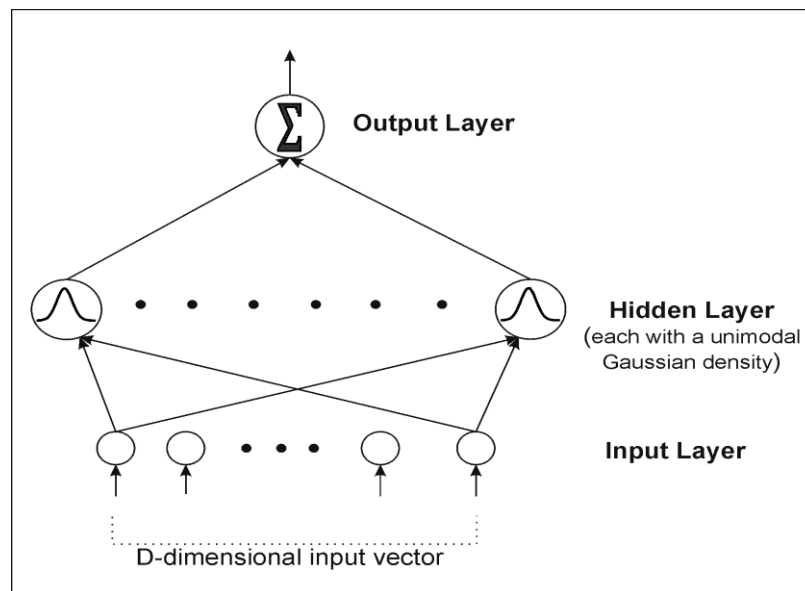 Σ
Output Layer
Hidden Layer
(each with a unimodal
Gaussian density)
Input Layer
D-dimensional input vector